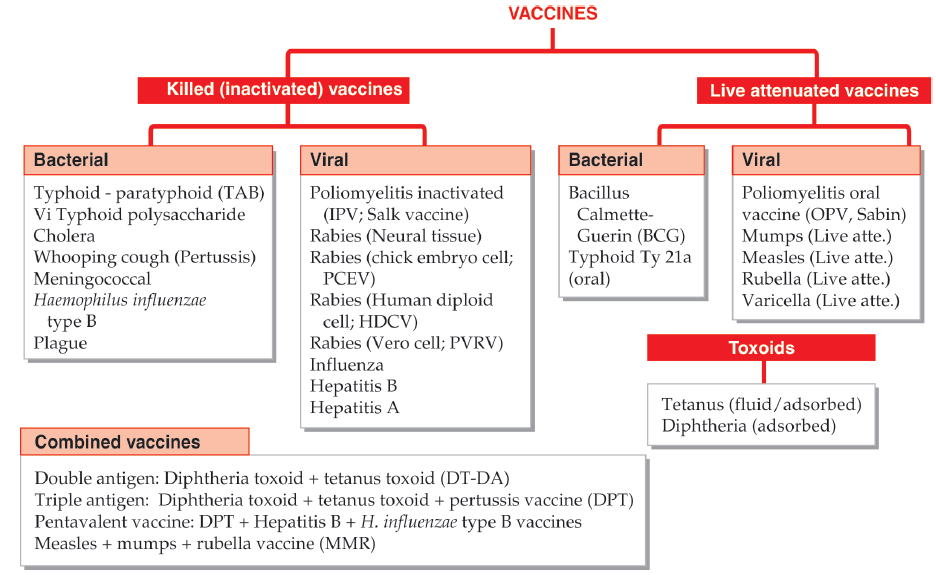 VACCINES
Killed (inactivated) vaccines
Bacterial
Typhoid - paratyphoid (TAB)
Vi Typhoid polysaccharide
Cholera
Whooping cough (Pertussis)
Meningococcal
Haemophilus influenzae
type B
Plague
Viral
Poliomyelitis inactivated
(IPV; Salk vaccine)
Rabies (Neural tissue)
Rabies (chick embryo cell;
PCEV)
Rabies (Human diploid
cell; HDCV)
Rabies (Vero cell; PVRV)
Influenza
Hepatitis B
Hepatitis A
Live attenuated vaccines
Bacterial
Bacillus
Calmette-
Guerin (BCG)
Typhoid Ty 21a
(oral)
Viral
Poliomyelitis oral
vaccine (OPV, Sabin)
Mumps (Live atte.)
Measles (Live atte.)
Rubella (Live atte.)
Varicella (Live atte.)
Toxoids
Tetanus (fluid/adsorbed)
Diphtheria (adsorbed)
Combined vaccines
Double antigen: Diphtheria toxoid + tetanus toxoid (DT-DA)
Triple antigen: Diphtheria toxoid + tetanus toxoid + pertussis vaccine (DPT)
Pentavalent vaccine: DPT + Hepatitis B + H. influenzae type B vaccines
Measles + mumps + rubella vaccine (MMR)